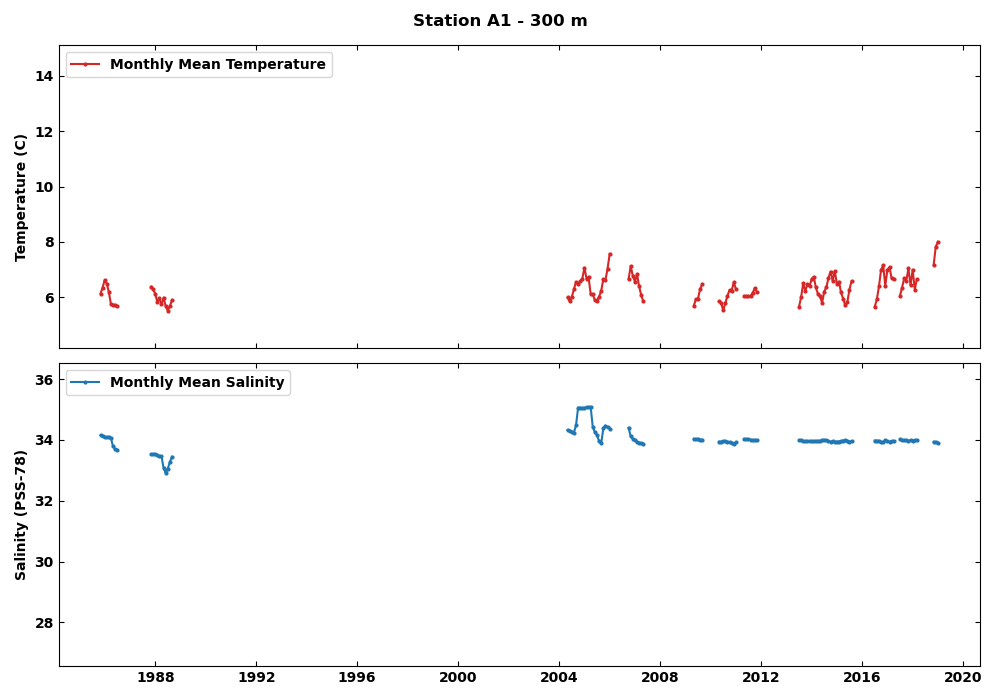 Station A1 - 300 m
Monthly Mean Temperature
Temperature (C)
14
12
10
8
6
Monthly Mean Salinity
Salinity (PSS-78)
36
34
32
30
28
1988 1992 1996 2000 2004 2008 2012 2016 2020